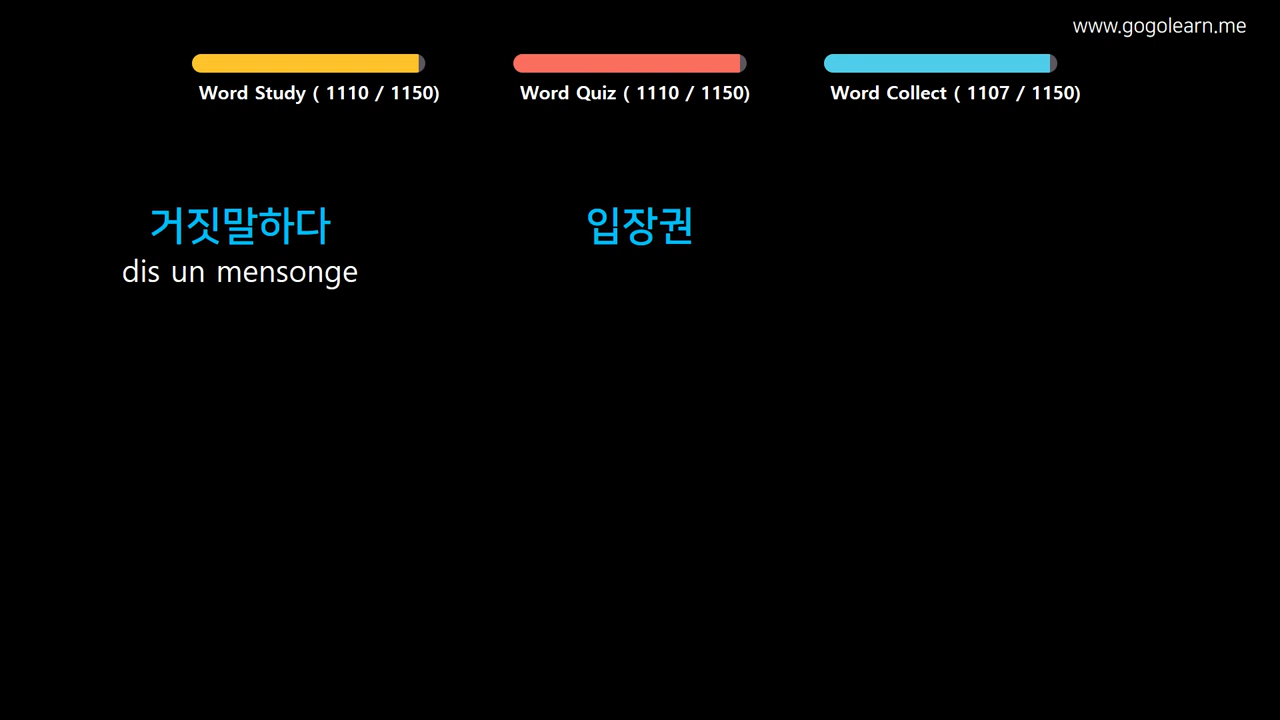 www.gogolearn.me
Word Study ( 1110 / 1150)
Word Quiz ( 1110 / 1150)
Word Collect ( 1107 / 1150)
거짓말하다
dis un mensonge
입장권